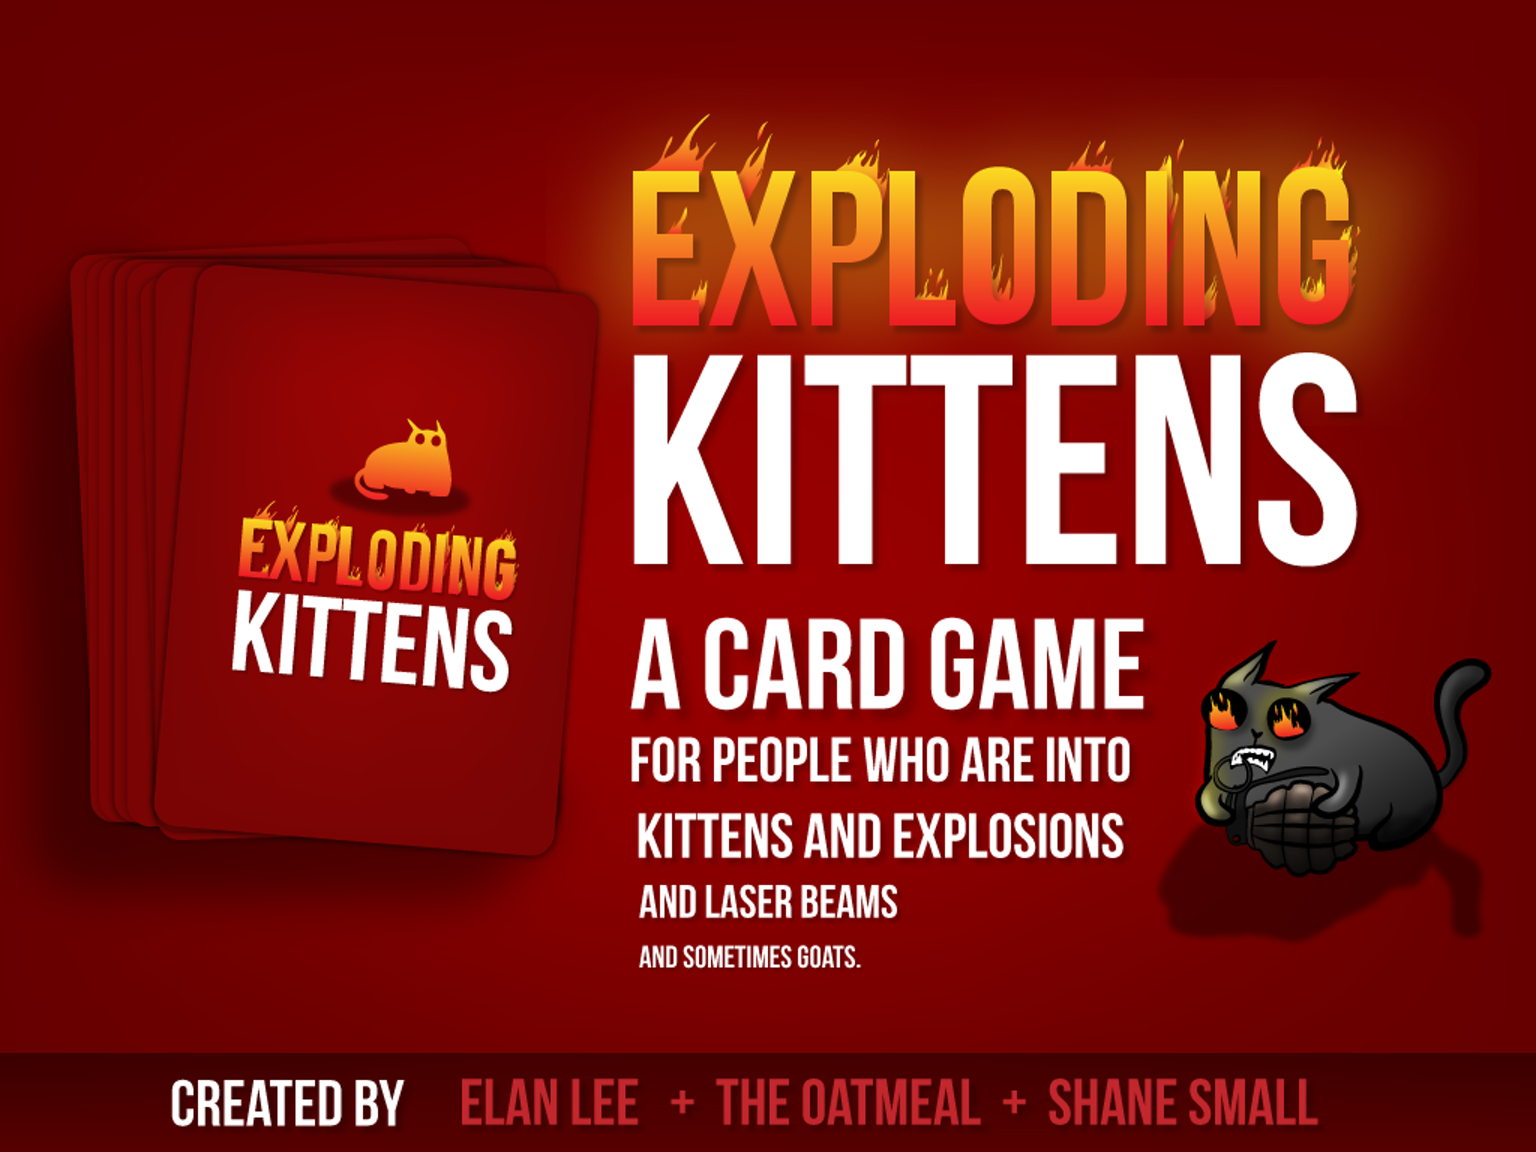 EXPLODING
KITTENS
EXPLODING
KITTENS
A CARD GAME
FOR PEOPLE WHO ARE INTO
KITTENS AND EXPLOSIONS
AND LASER BEAMS
AND SOMETIMES GOATS.
CREATED BY ELAN LEE + THE OATMEAL + SHANE SMALL